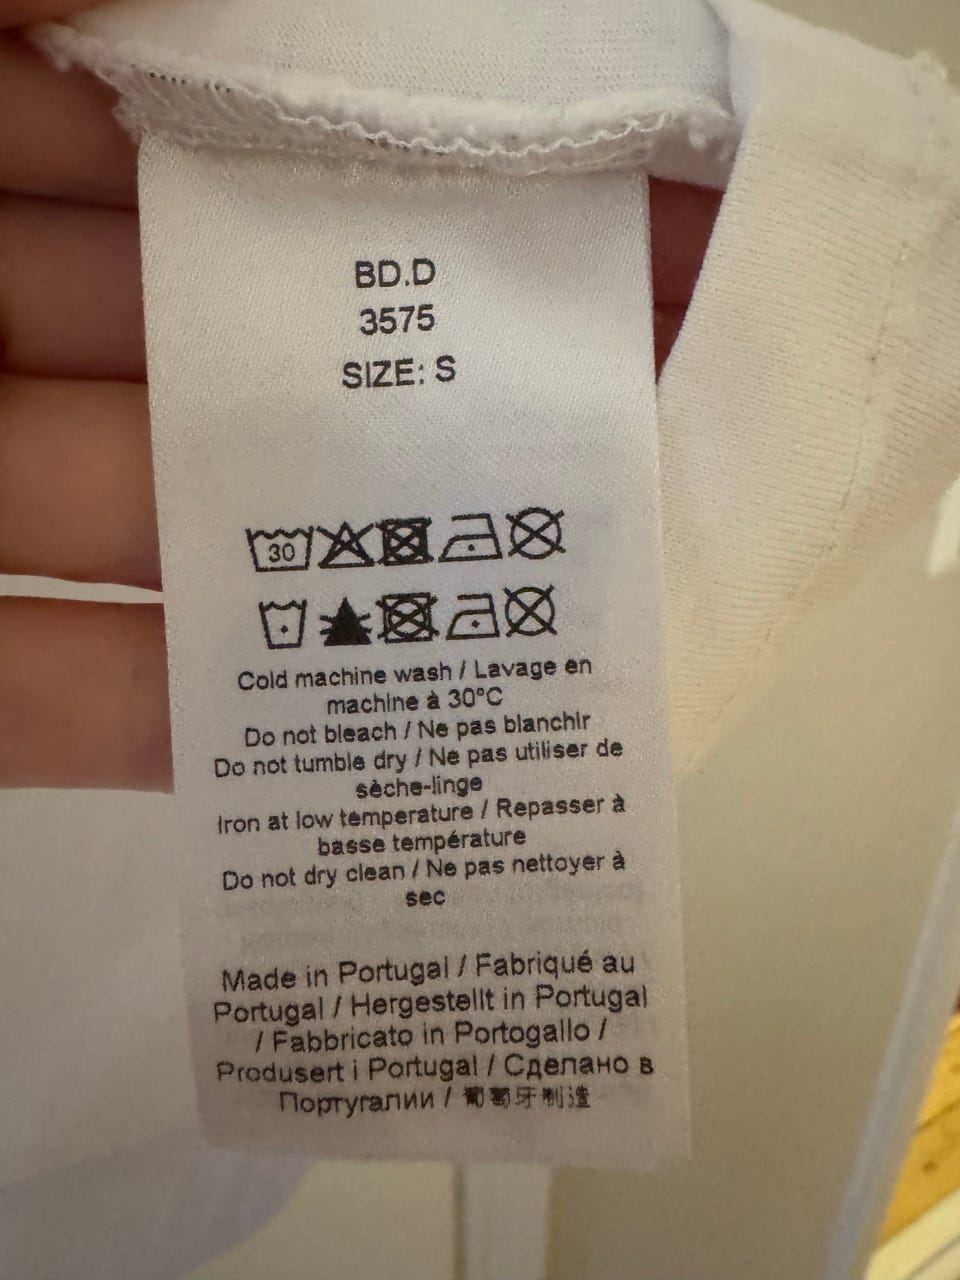 BD.D
3575
SIZE: S
30
Cold machine wash / Lavage en
machine à 30°C
Do not bleach / Ne pas blanchir
Do not tumble dry / Ne pas utiliser de
sèche-linge
Iron at low temperature / Repasser à
basse température
Do not dry clean / Ne pas nettoyer à
sec
Made in Portugal / Fabriqué au
Portugal / Hergestellt in Portugal
/ Fabbricato in Portogallo /
Produsert i Portugal / Сделано в
Португалии / 葡萄牙制造